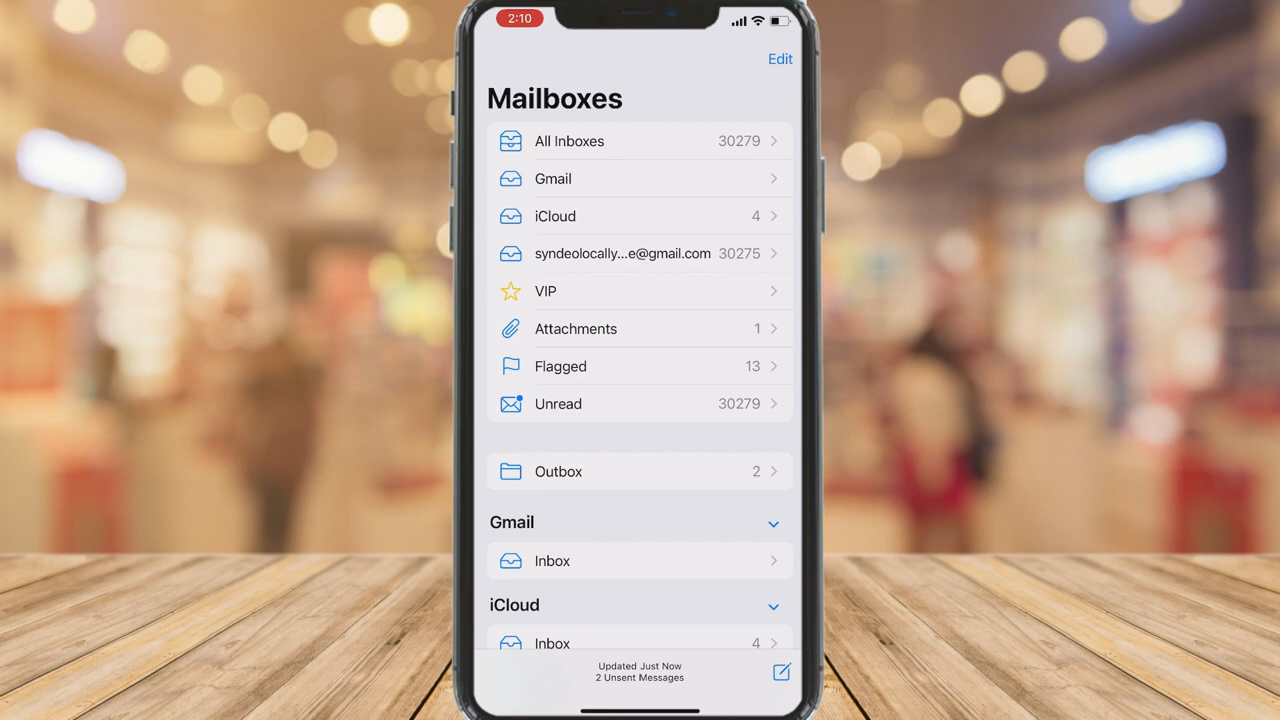 2:10
Edit
Mailboxes
All Inboxes 30279
Gmail
iCloud 4
syndeolocally...e@gmail.com 30275
VIP
Attachments 1
Flagged 13
Unread 30279
Outbox 2
Gmail
Inbox
iCloud
Inbox 4
Updated Just Now
2 Unsent Messages